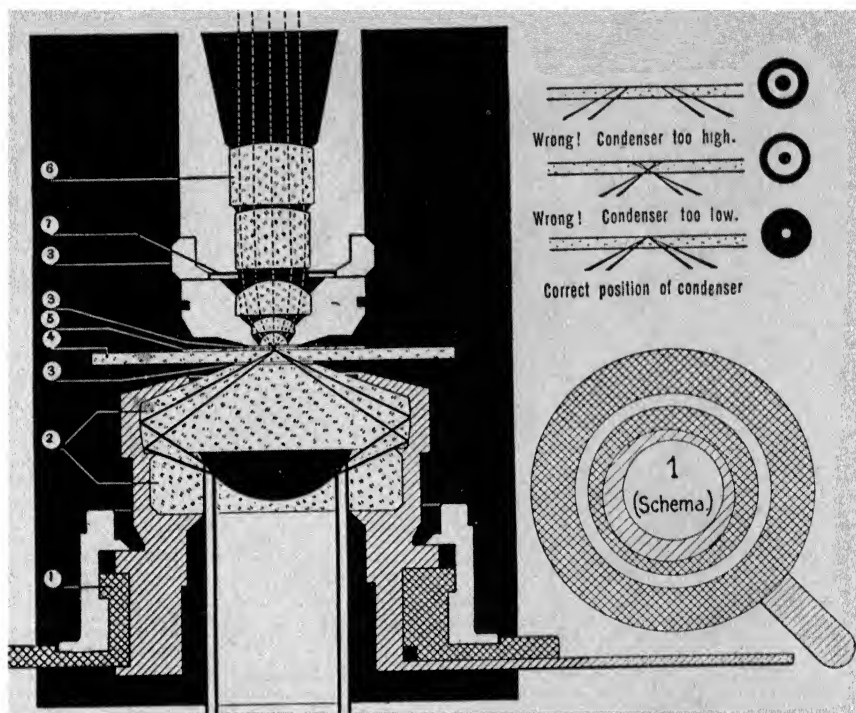 6
7
3
3
5
4
3
2
1
Wrong! Condenser too high.
Wrong! Condenser too low.
Correct position of condenser
1
(Schema.)